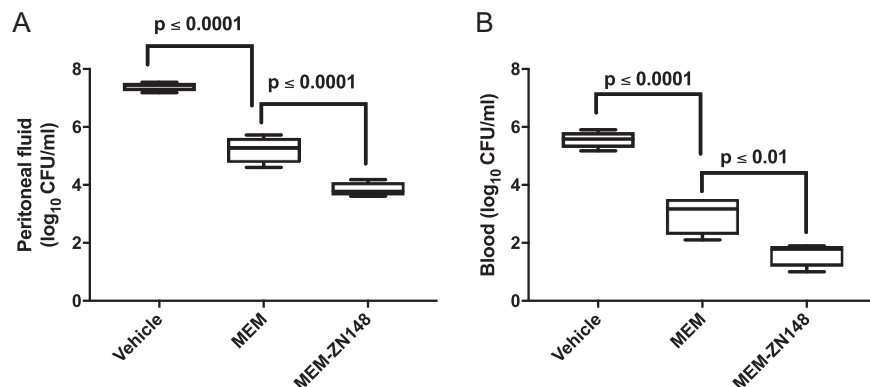 A
p ≤ 0.0001
p ≤ 0.0001
Peritoneal fluid
(log10 CFU/ml)
8
6
4
2
0
Vehicle
MEM
MEM-ZN148
B
p ≤ 0.0001
p ≤ 0.01
Blood (log10 CFU/ml)
8
6
4
2
0
Vehicle
MEM
MEM-ZN148